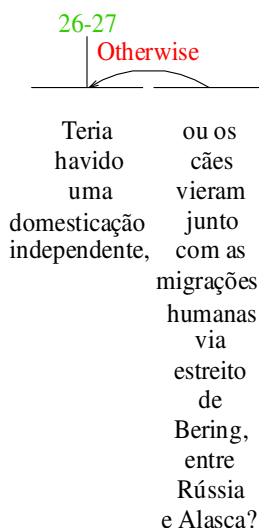 26-27
Otherwise
Teria
havido
uma
domesticação
independente,
ou os
cães
vieram
junto
com as
migrações
humanas
via
estreito
de
Bering,
entre
Rússia
e Alasca?